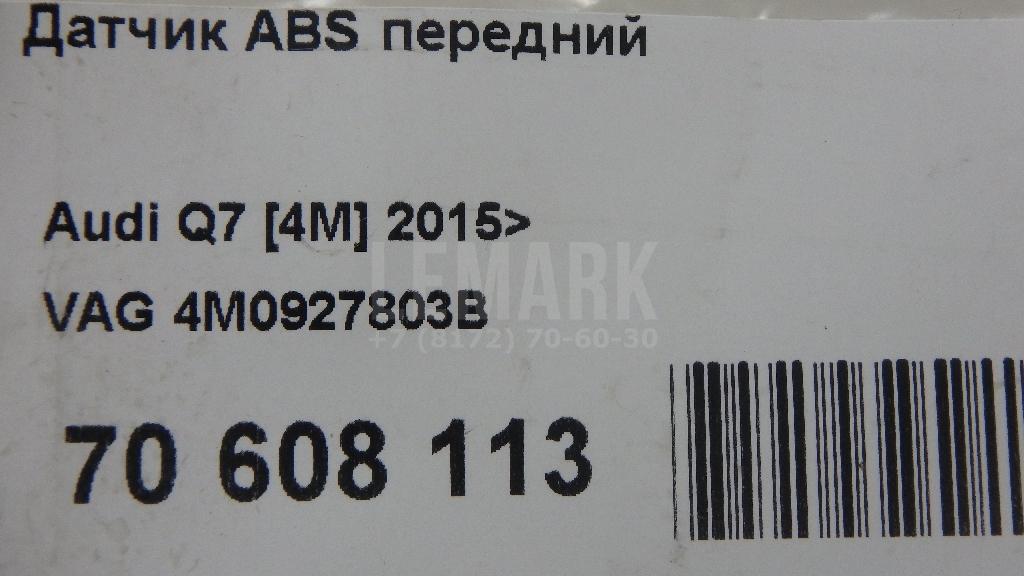 Датчик ABS передний
Audi Q7 [4M] 2015>
LEMARK
VAG 4M0927803B
+7 (8172) 70-60-30
70 608 113